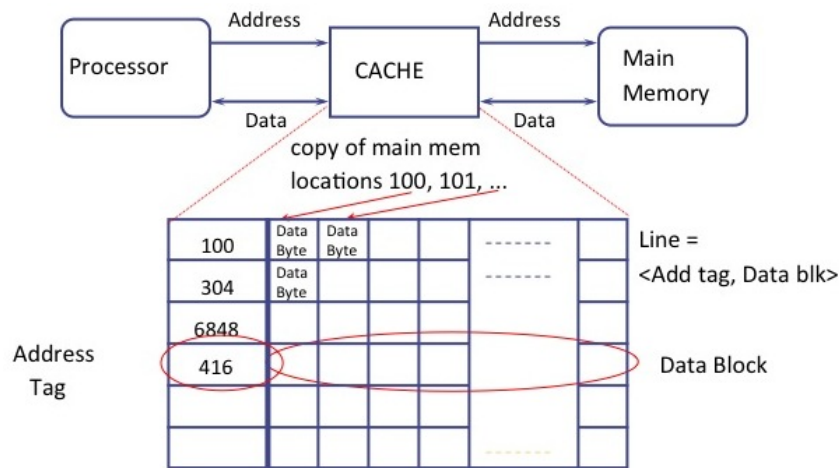 Address
Address
Processor
CACHE
Main
Memory
Data
Data
copy of main mem
locations 100, 101, ...
100
Data
Byte
Data
Byte
Line =
<Add tag, Data blk>
304
Data
Byte
6848
Address
Tag
416
Data Block